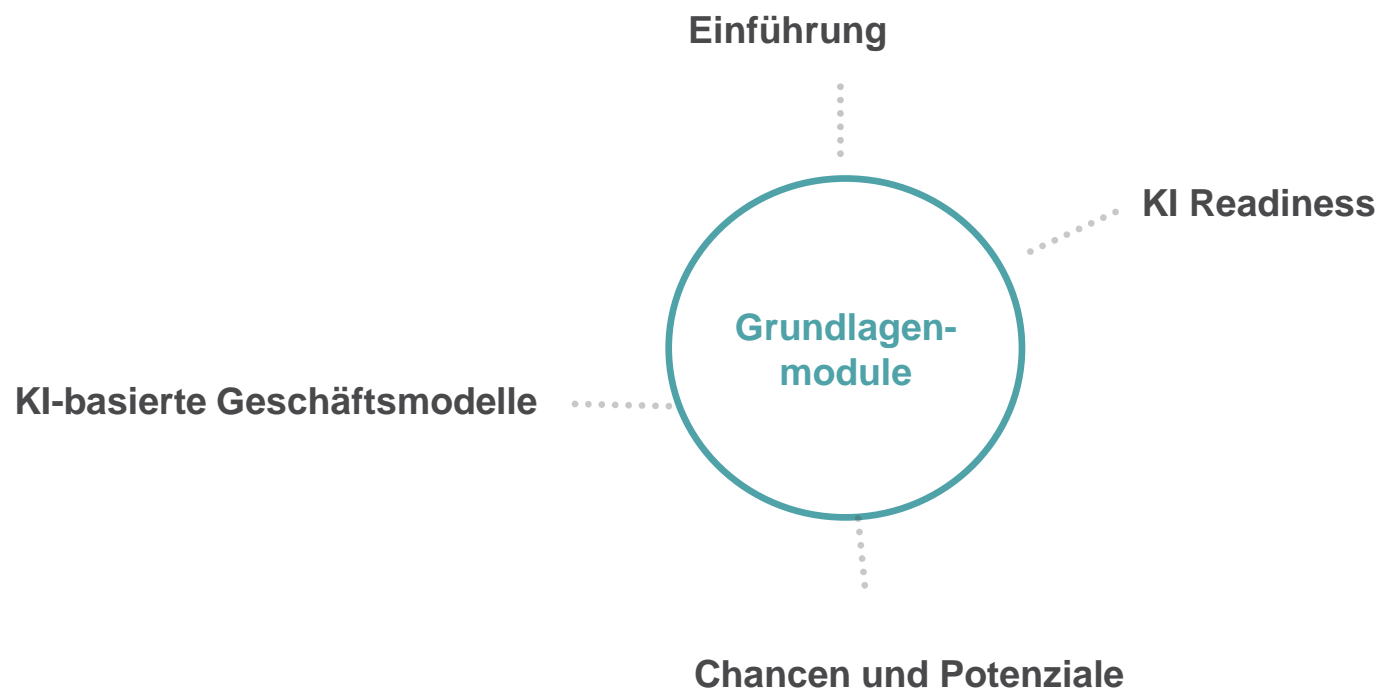 Einführung
KI Readiness
Grundlagen-
module
KI-basierte Geschäftsmodelle
Chancen und Potenziale